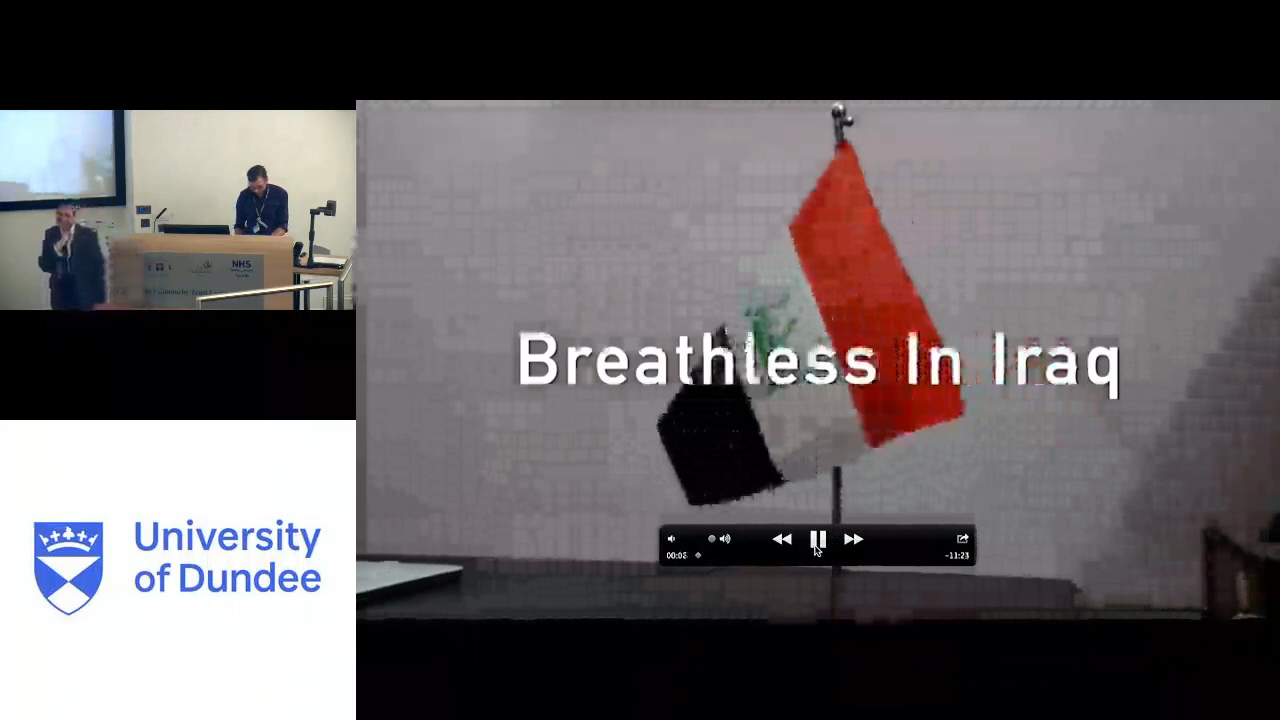 NHS
University
of Dundee
Breathless In Iraq
00:03
-11:23